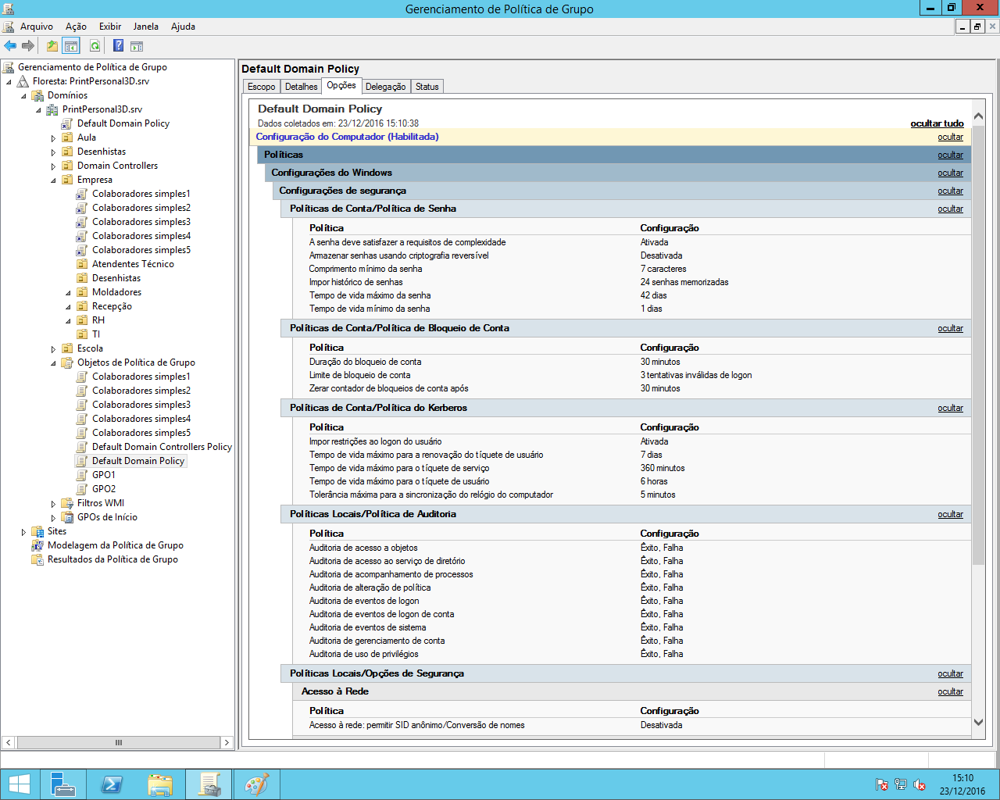 Gerenciamento de Política de Grupo
Arquivo Ação Exibir Janela Ajuda
Gerenciamento de Política de Grupo
Floresta: PrintPersonal3D.srv
Domínios
PrintPersonal3D.srv
Default Domain Policy
Aula
Desenhistas
Domain Controllers
Empresa
Colaboradores simples1
Colaboradores simples2
Colaboradores simples3
Colaboradores simples4
Colaboradores simples5
Atendentes Técnico
Desenhistas
Moldadores
Recepção
RH
TI
Escola
Objetos de Política de Grupo
Colaboradores simples1
Colaboradores simples2
Colaboradores simples3
Colaboradores simples4
Colaboradores simples5
Default Domain Controllers Policy
Default Domain Policy
GPO1
GPO2
Filtros WMI
GPOs de Início
Sites
Modelagem da Política de Grupo
Resultados da Política de Grupo
Default Domain Policy
Escopo Detalhes Opções Delegação Status
Default Domain Policy
Dados coletados em: 23/12/2016 15:10:38 ocultar tudo
Configuração do Computador (Habilitada) ocultar
Políticas ocultar
Configurações do Windows ocultar
Configurações de segurança ocultar
Políticas de Conta/Política de Senha ocultar
Política Configuração
A senha deve satisfazer a requisitos de complexidade Ativada
Armazenar senhas usando criptografia reversível Desativada
Comprimento mínimo da senha 7 caracteres
Impor histórico de senhas 24 senhas memorizadas
Tempo de vida máximo da senha 42 dias
Tempo de vida mínimo da senha 1 dias
Políticas de Conta/Política de Bloqueio de Conta ocultar
Política Configuração
Duração do bloqueio de conta 30 minutos
Limite de bloqueio de conta 3 tentativas inválidas de logon
Zerar contador de bloqueios de conta após 30 minutos
Políticas de Conta/Política do Kerberos ocultar
Política Configuração
Impor restrições ao logon do usuário Ativada
Tempo de vida máximo para a renovação do tíquete de usuário 7 dias
Tempo de vida máximo para o tíquete de serviço 360 minutos
Tempo de vida máximo para o tíquete de usuário 6 horas
Tolerância máxima para a sincronização do relógio do computador 5 minutos
Políticas Locais/Política de Auditoria ocultar
Política Configuração
Auditoria de acesso a objetos Êxito, Falha
Auditoria de acesso ao serviço de diretório Êxito, Falha
Auditoria de acompanhamento de processos Êxito, Falha
Auditoria de alteração de política Êxito, Falha
Auditoria de eventos de logon Êxito, Falha
Auditoria de eventos de logon de conta Êxito, Falha
Auditoria de eventos de sistema Êxito, Falha
Auditoria de gerenciamento de conta Êxito, Falha
Auditoria de uso de privilégios Êxito, Falha
Políticas Locais/Opções de Segurança ocultar
Acesso à Rede ocultar
Política Configuração
Acesso à rede: permitir SID anônimo/Conversão de nomes Desativada
15:10
23/12/2016